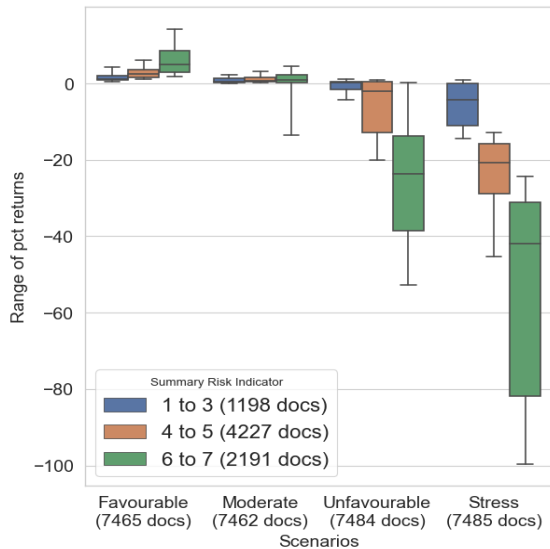 Range of pct returns
0
−20
−40
−60
−80
−100
Summary Risk Indicator
1 to 3 (1198 docs)
4 to 5 (4227 docs)
6 to 7 (2191 docs)
Favourable
(7465 docs)
Moderate
(7462 docs)
Unfavourable
(7484 docs)
Stress
(7485 docs)
Scenarios